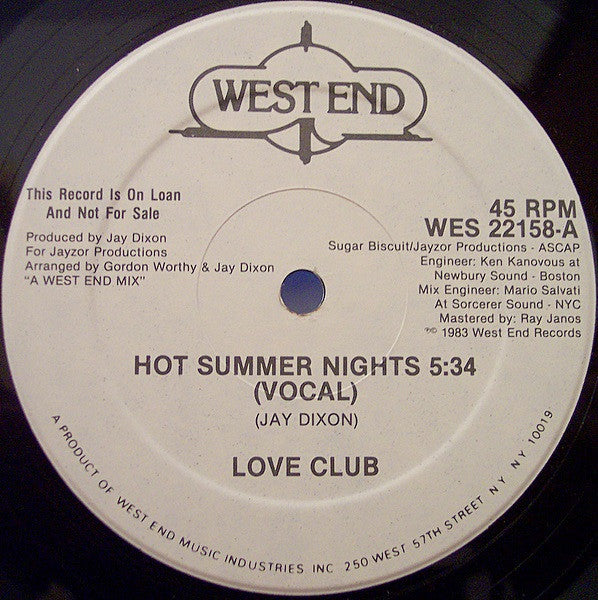 WEST END
This Record Is On Loan
And Not For Sale
Produced by Jay Dixon
For Jayzor Productions
Arranged by Gordon Worthy & Jay Dixon
"A WEST END MIX"
45 RPM
WES 22158-A
Sugar Biscuit/Jayzor Productions - ASCAP
Engineer: Ken Kanovous at
Newbury Sound - Boston
Mix Engineer: Mario Salvati
At Sorcerer Sound - NYC
Mastered by: Ray Janos
℗© 1983 West End Records
HOT SUMMER NIGHTS 5:34
(VOCAL)
(JAY DIXON)
LOVE CLUB
A PRODUCT OF WEST END MUSIC INDUSTRIES INC 250 WEST 57TH STREET NY NY 10019